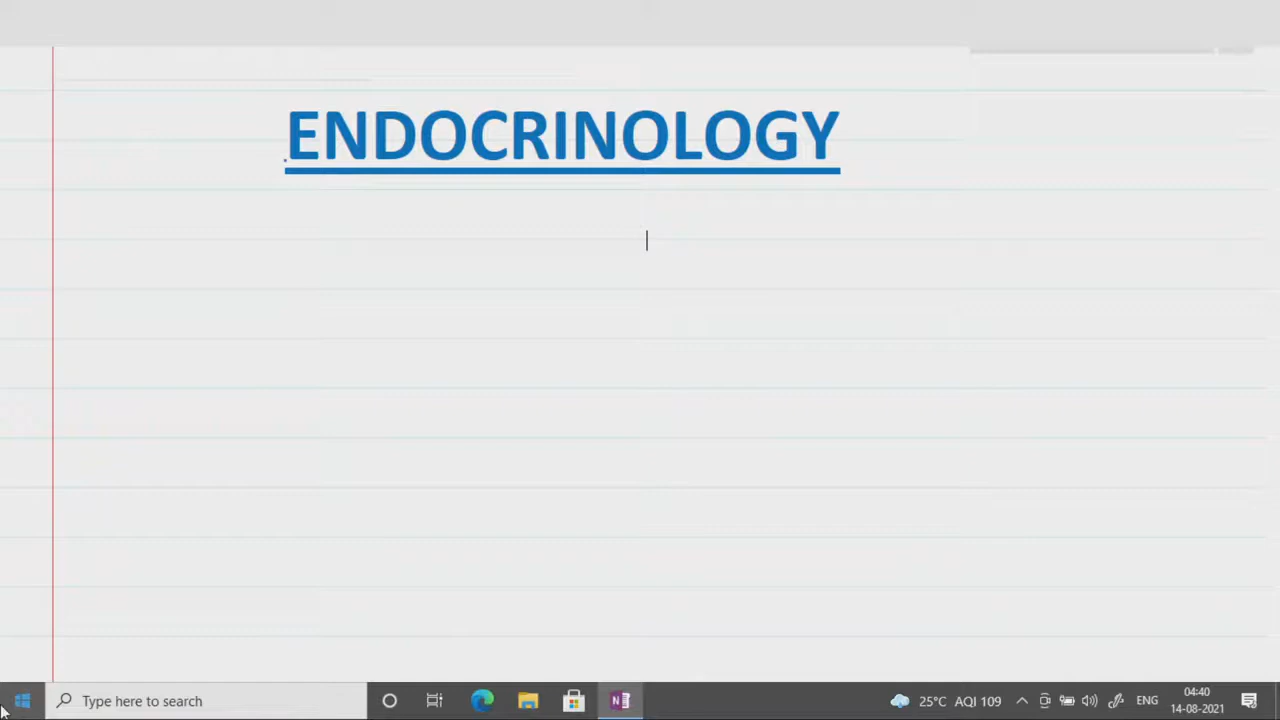 ENDOCRINOLOGY
Type here to search
N
25°C AQI 109
ENG
04:40
14-08-2021